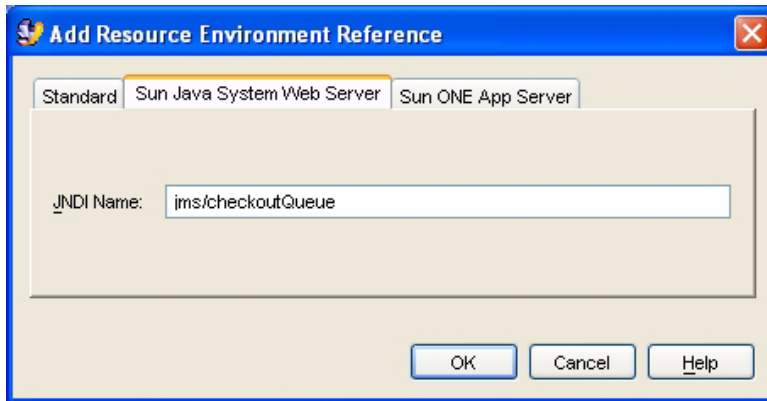 Add Resource Environment Reference
Standard Sun Java System Web Server Sun ONE App Server
JNDI Name: jms/checkoutQueue
OK Cancel Help